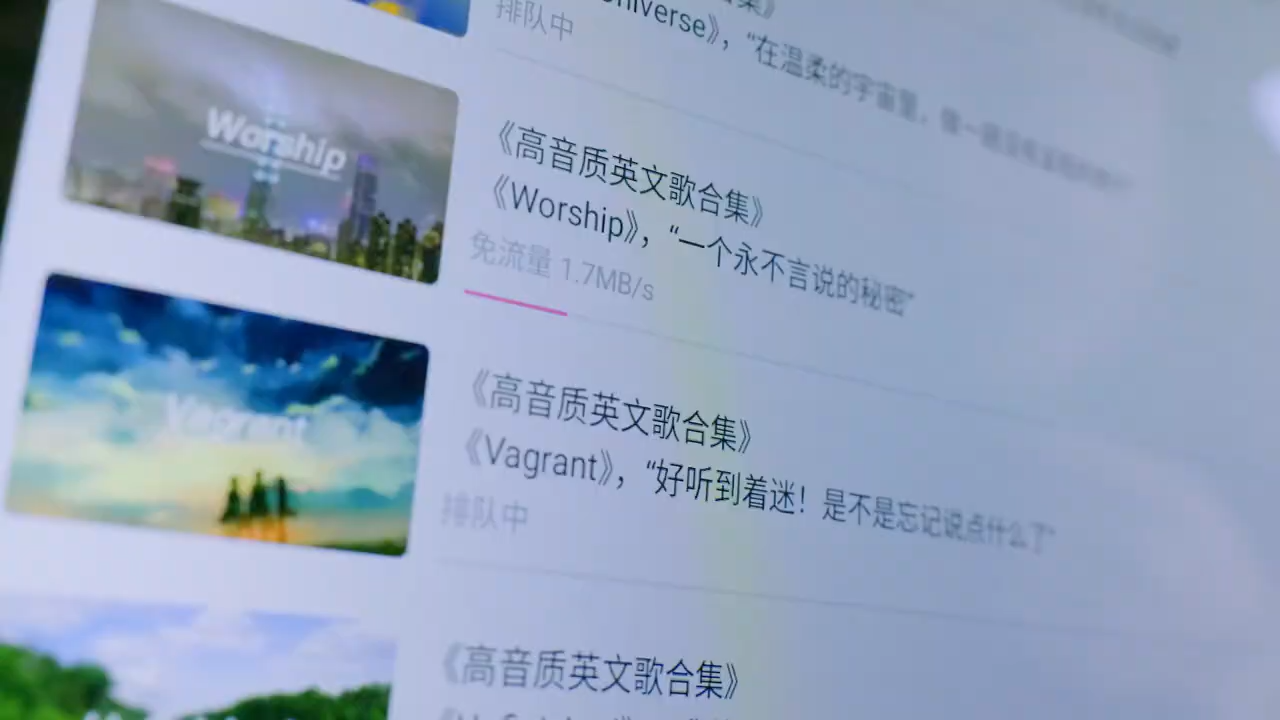 集》
niverse》，“在温柔的宇宙里，
排队中
Worship
《高音质英文歌合集》
《Worship》，“一个永不言说的秘密”
免流量 1.7MB/s
Vagrant
《高音质英文歌合集》
《Vagrant》，“好听到着迷！是不是忘记说点什么了”
排队中
《高音质英文歌合集》